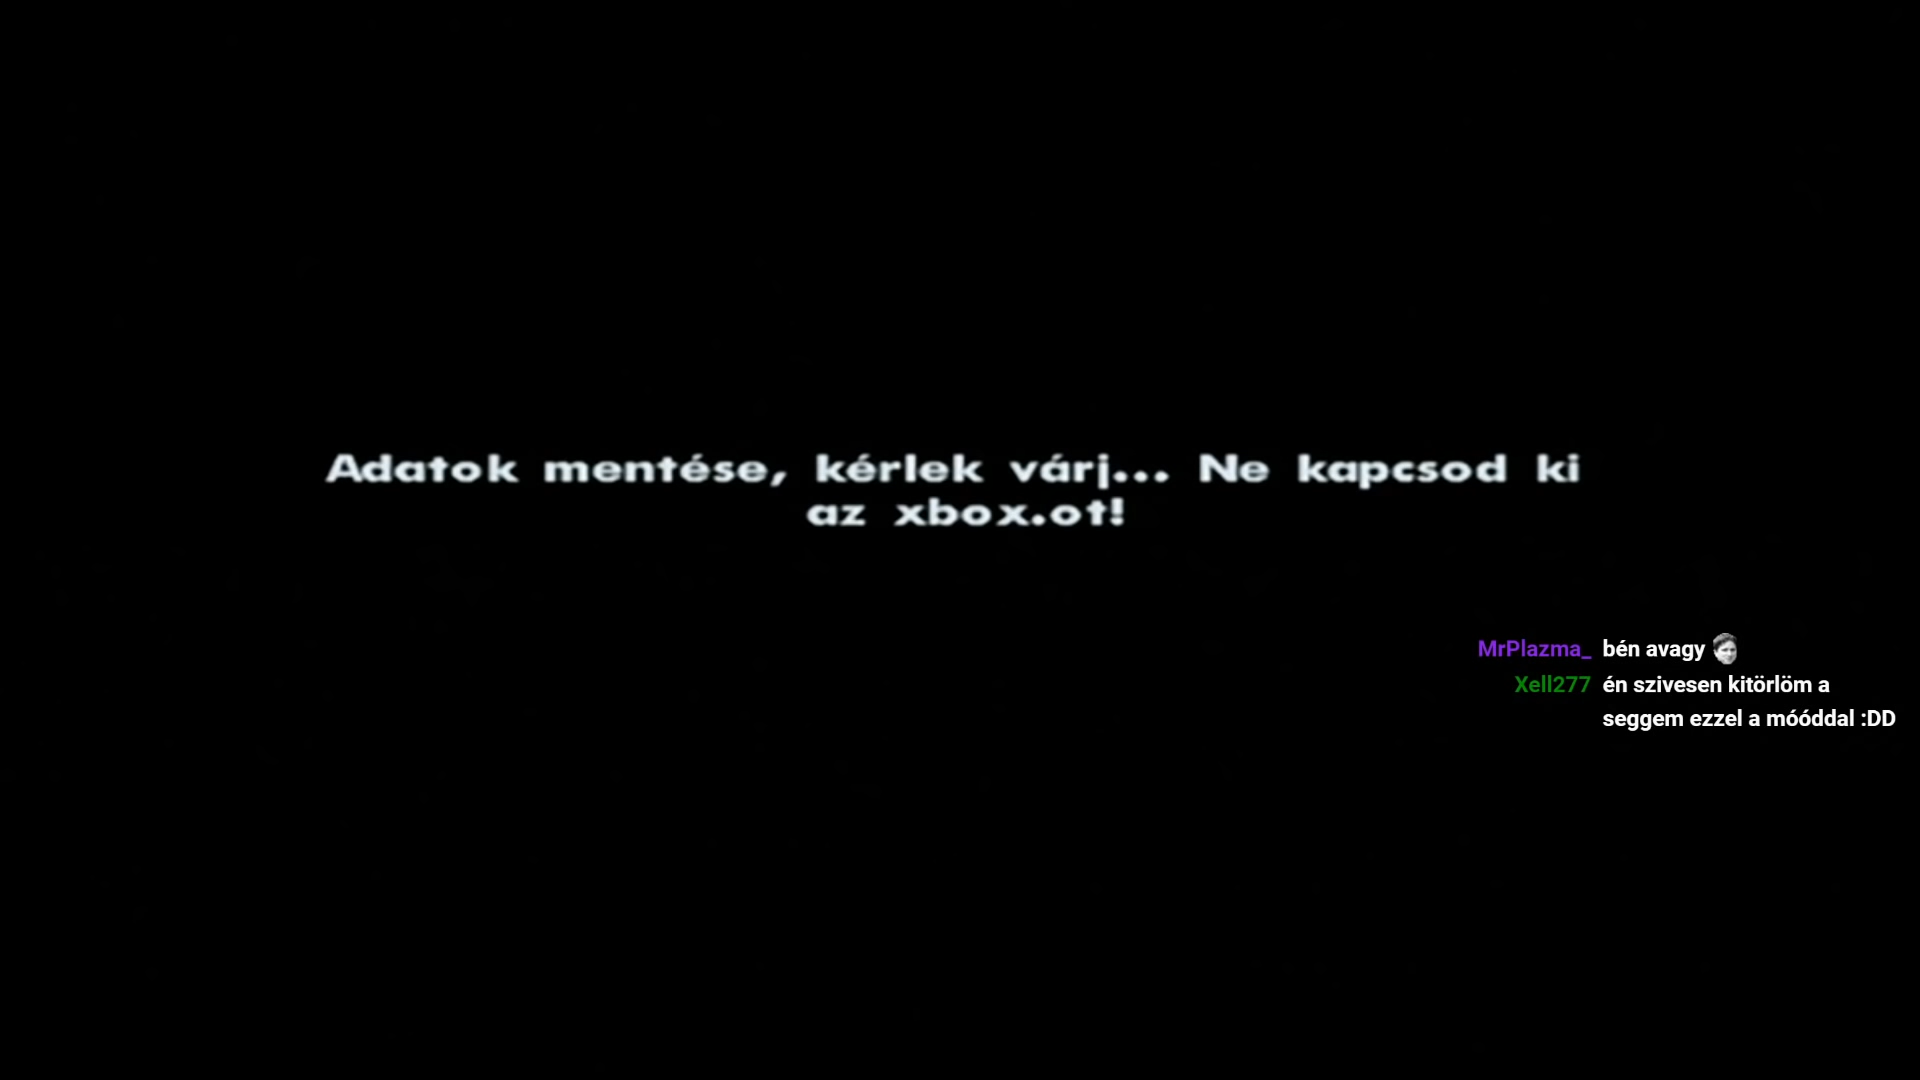 Adatok mentése, kérlek várj... Ne kapcsod ki
az xbox.ot!
MrPlazma_ bén avagy
Xell277 én szivesen kitörlöm a
seggem ezzel a móóddal :DD